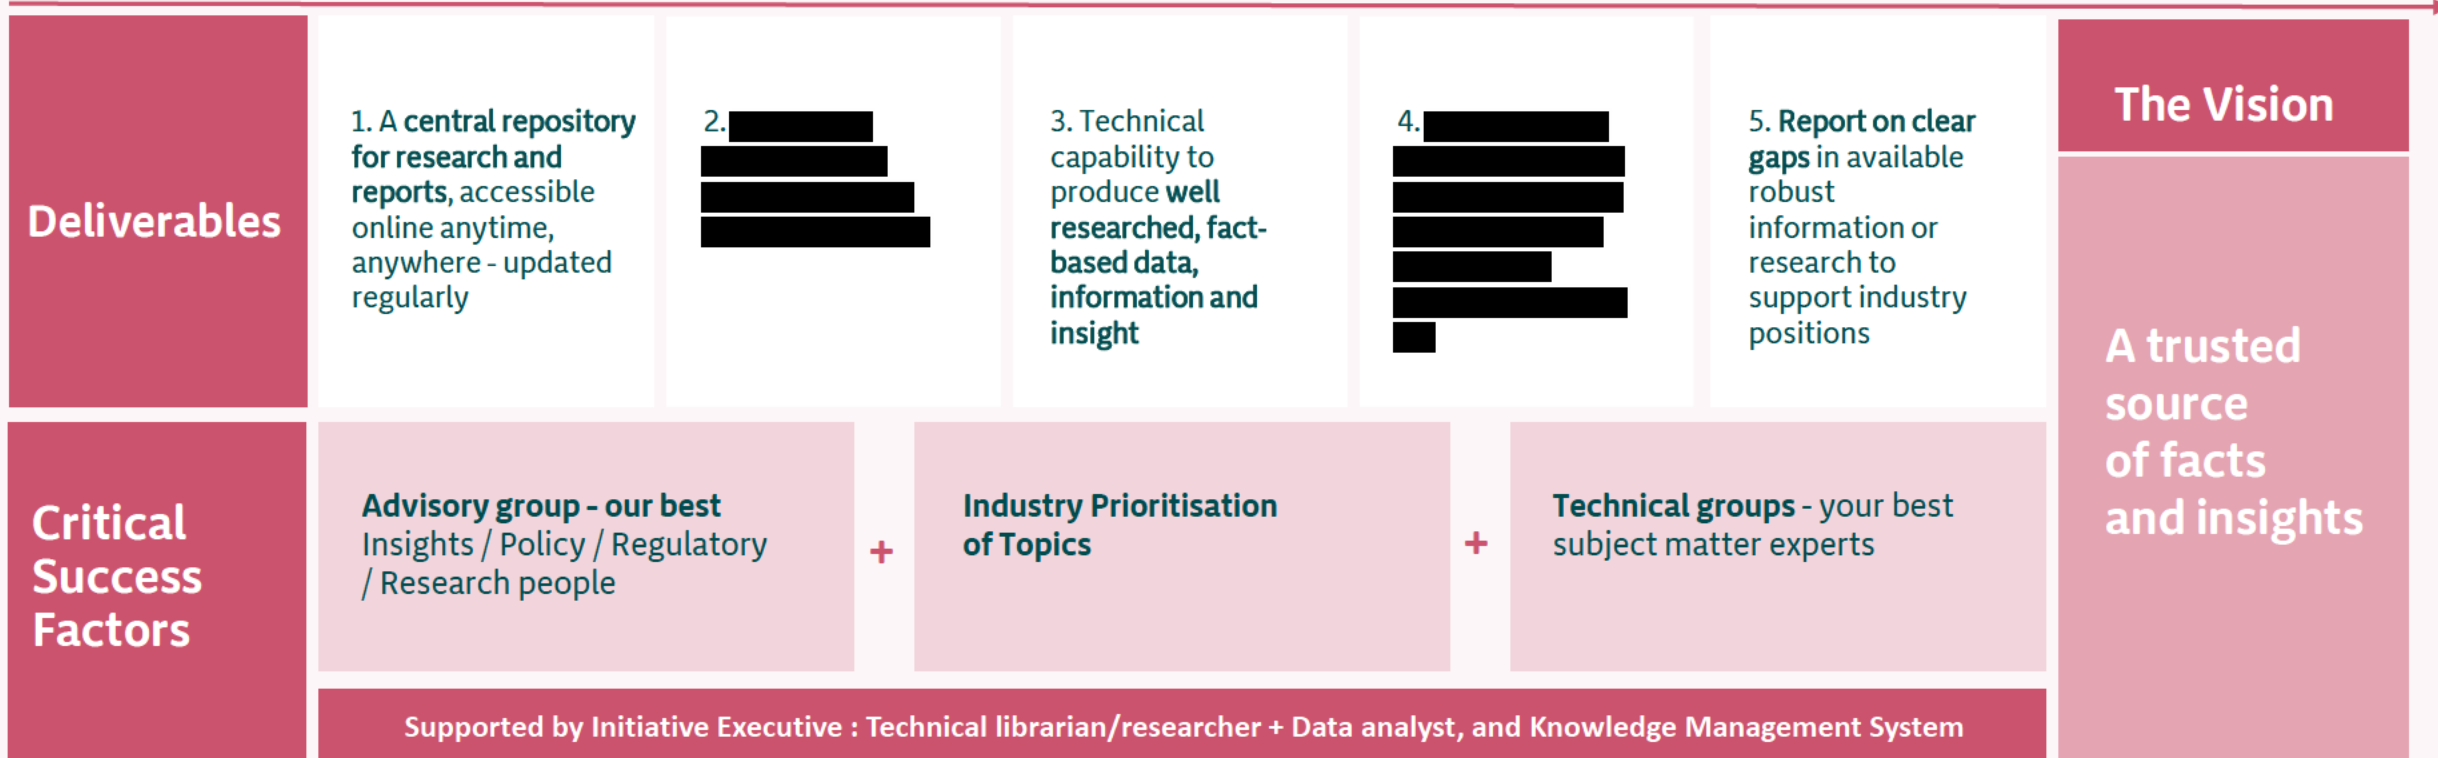 Deliverables
1. A central repository
for research and
reports, accessible
online anytime,
anywhere - updated
regularly
2.
3. Technical
capability to
produce well
researched, fact-
based data,
information and
insight
4.
5. Report on clear
gaps in available
robust
information or
research to
support industry
positions
The Vision
A trusted
source
of facts
and insights
Critical
Success
Factors
Advisory group - our best
Insights / Policy / Regulatory
/ Research people
+
Industry Prioritisation
of Topics
+
Technical groups - your best
subject matter experts
Supported by Initiative Executive : Technical librarian/researcher + Data analyst, and Knowledge Management System